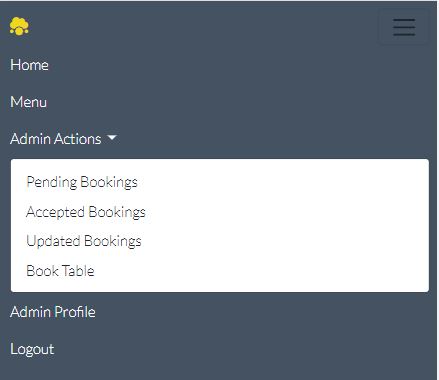 Home
Menu
Admin Actions
Pending Bookings
Accepted Bookings
Updated Bookings
Book Table
Admin Profile
Logout